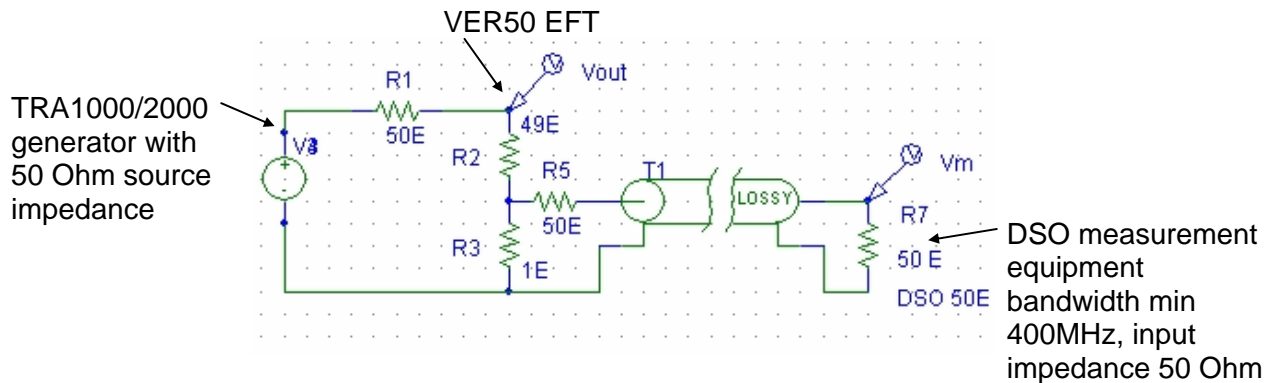 VER50 EFT
TRA1000/2000
generator with
50 Ohm source
impedance
R1
50E
Vout
49E
R2
R5
50E
R3
1E
T1
LOSSY
Vm
R7
50 E
DSO 50E
DSO measurement
equipment
bandwidth min
400MHz, input
impedance 50 Ohm